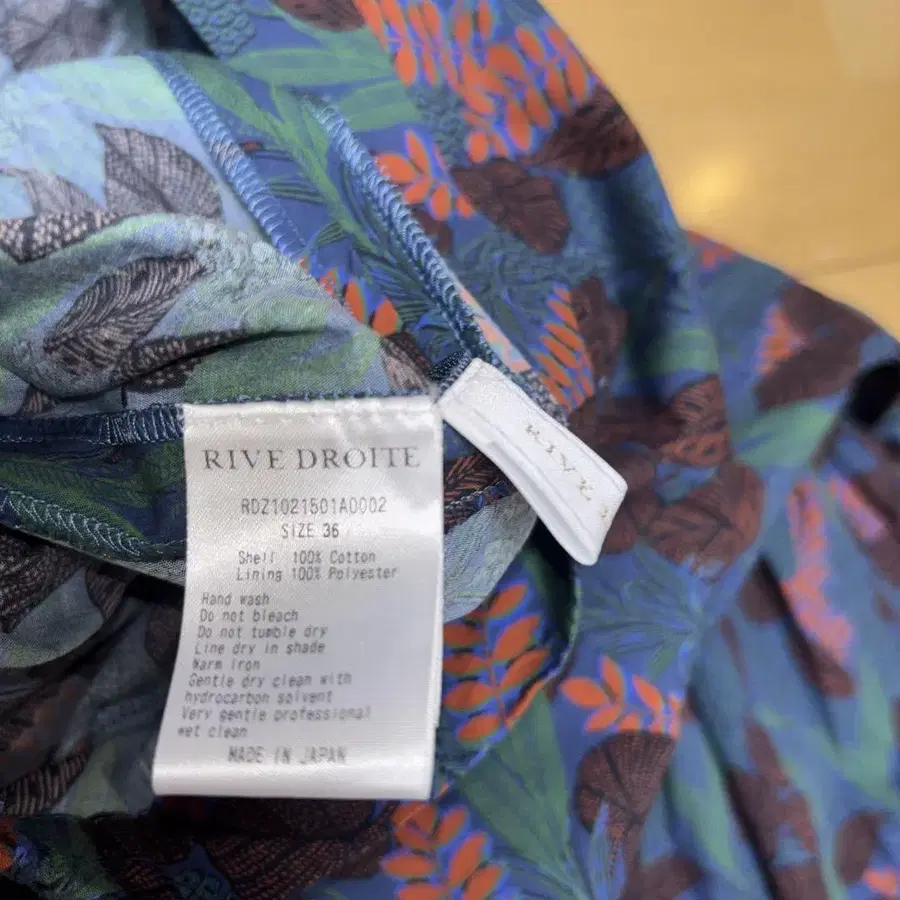 RIVE DROITE
RDZ1021501A0002
SIZE 36
Shell 100% Cotton
Lining 100% Polyester
Hand wash
Do not bleach
Do not tumble dry
Line dry in shade
Warm iron
Gentle dry clean with
hydrocarbon solvent
Very gentle professional
wet clean
MADE IN JAPAN